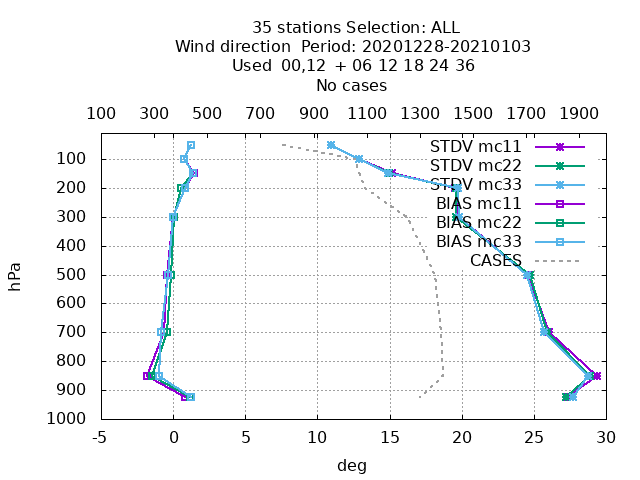 35 stations Selection: ALL
Wind direction  Period: 20201228-20210103
Used  00,12  + 06 12 18 24 36
No cases
100 300 460 700 960 1180 1300 1500 1700 1900
STDV mc11
100
STDV mc22
STDV mc33
200
BIAS mc11
300
BIAS mc22
BIAS mc33
400
CASES
500
hPa
600
700
800
900
1000
-5 0 5 10 15 20 25 30
deg